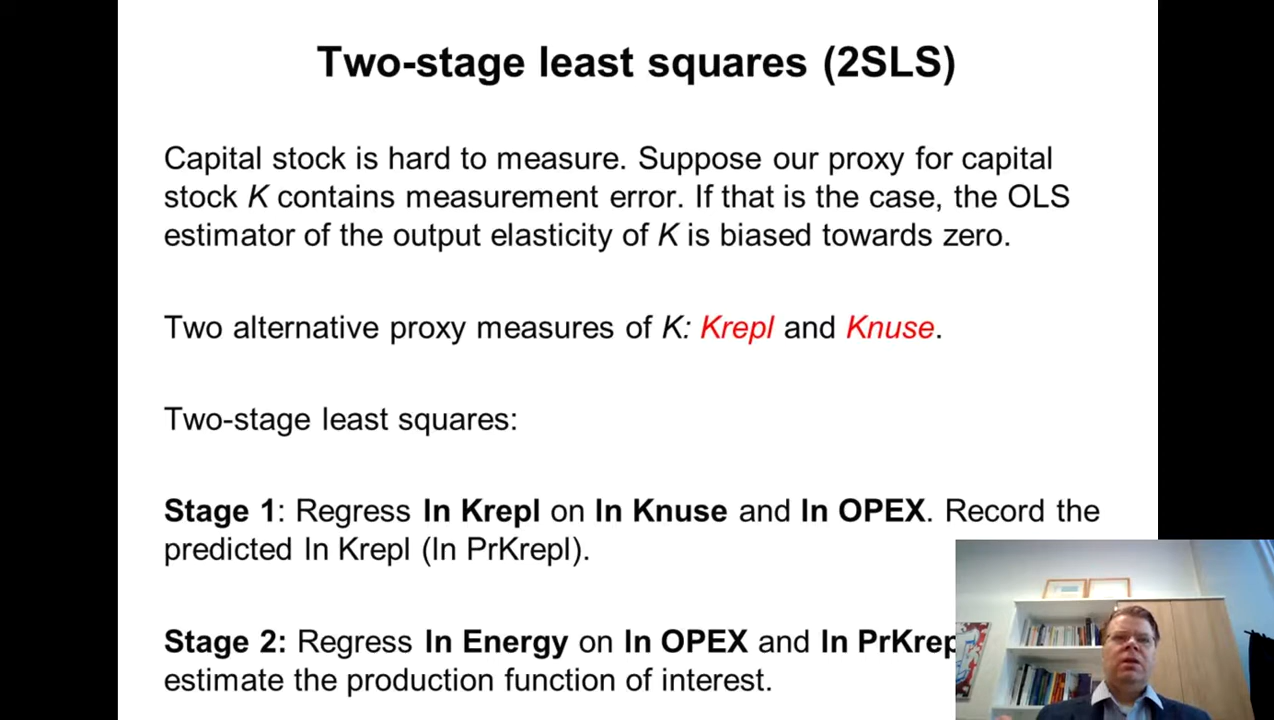 Two-stage least squares (2SLS)
Capital stock is hard to measure. Suppose our proxy for capital
stock K contains measurement error. If that is the case, the OLS
estimator of the output elasticity of K is biased towards zero.
Two alternative proxy measures of K: Krepl and Knuse.
Two-stage least squares:
Stage 1: Regress ln Krepl on ln Knuse and ln OPEX. Record the
predicted ln Krepl (ln PrKrepl).
Stage 2: Regress ln Energy on ln OPEX and ln PrKrep
estimate the production function of interest.